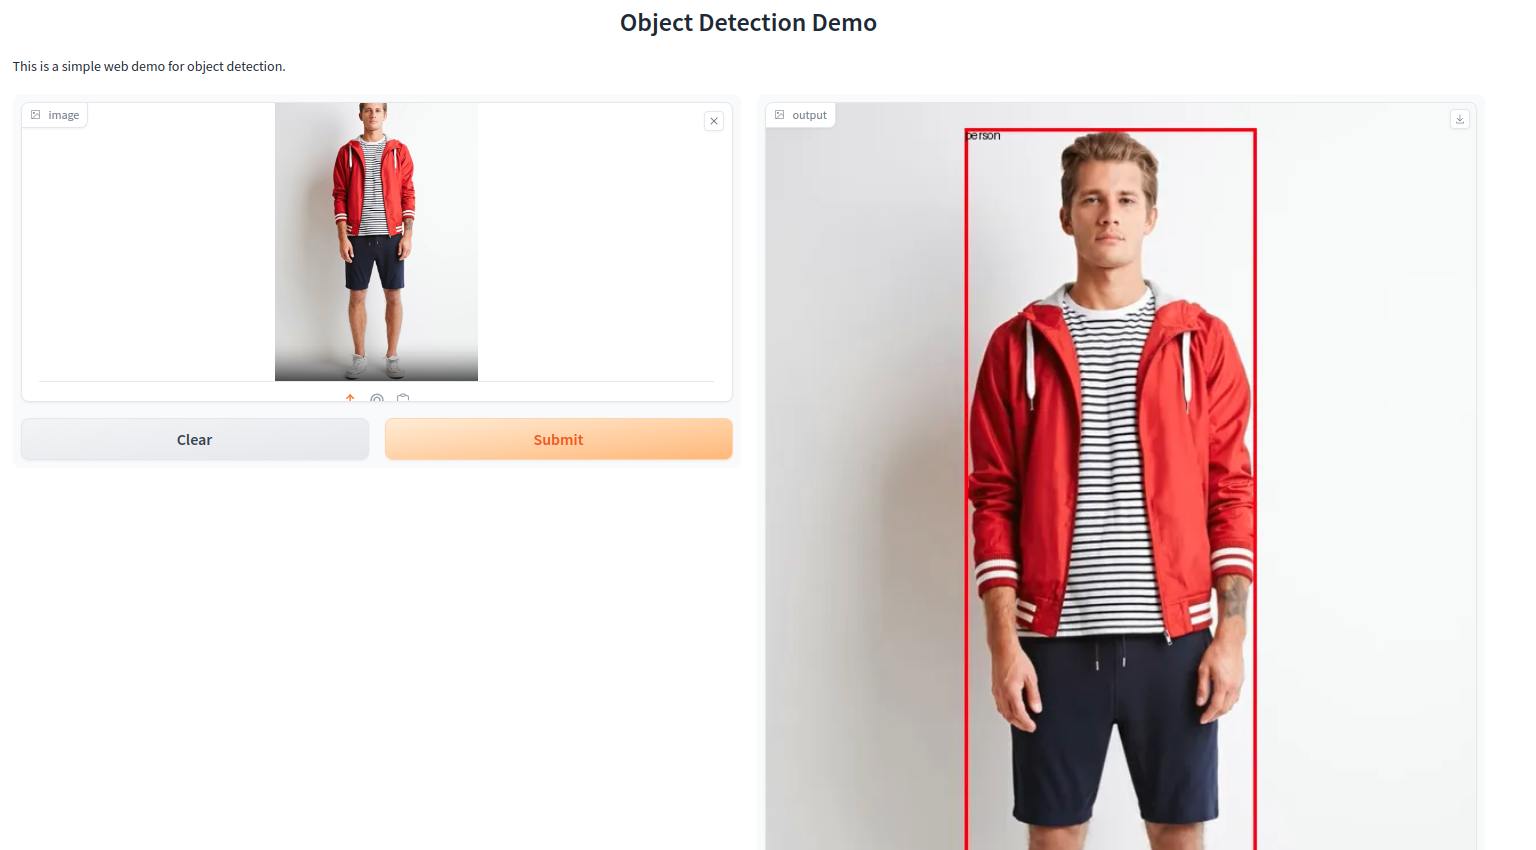 Object Detection Demo
This is a simple web demo for object detection.
image
output
person
Clear
Submit